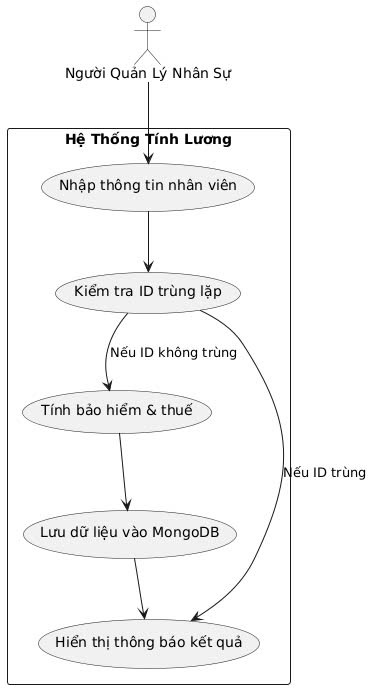 Người Quản Lý Nhân Sự
Hệ Thống Tính Lương
Nhập thông tin nhân viên
Kiểm tra ID trùng lặp
Nếu ID không trùng
Tính bảo hiểm & thuế
Nếu ID trùng
Lưu dữ liệu vào MongoDB
Hiển thị thông báo kết quả